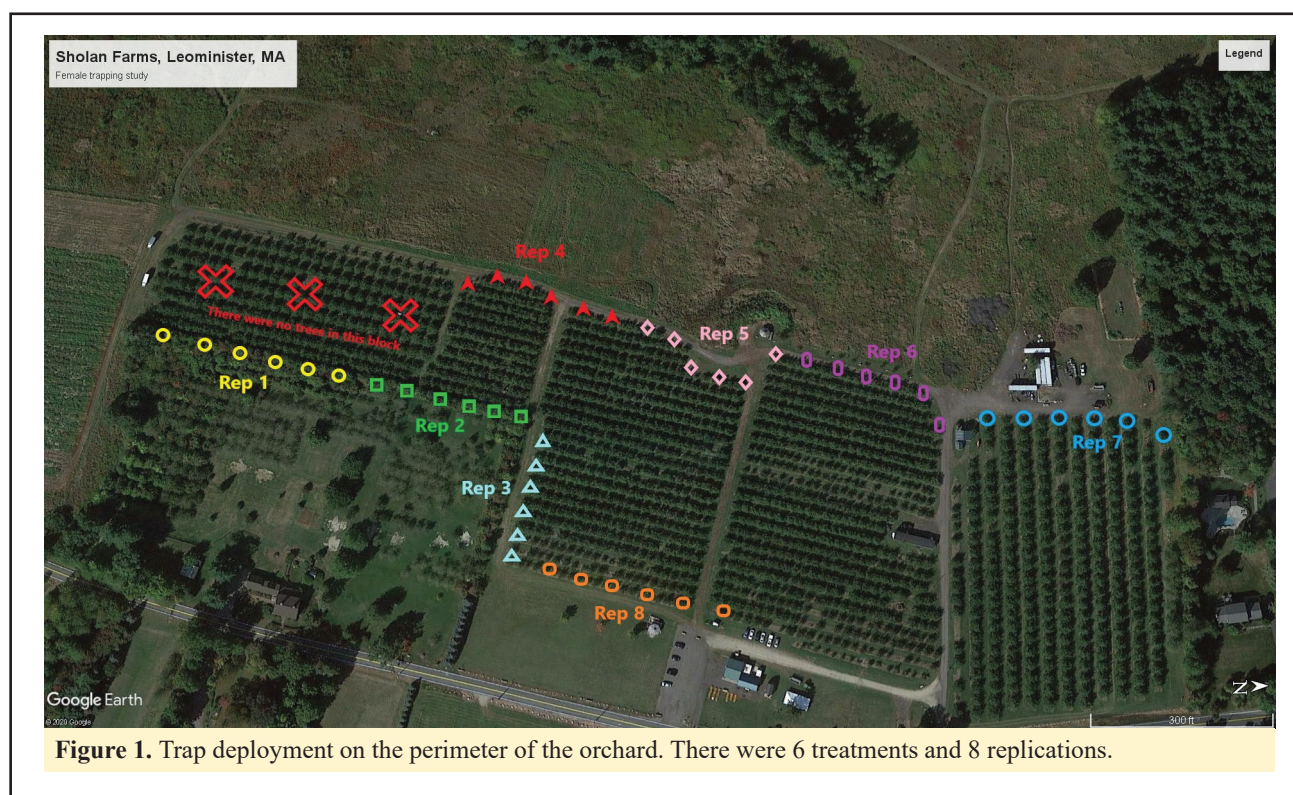 Sholan Farms, Leominister, MA
Female trapping study
Legend
Rep 4
There were no trees in this block
Rep 5
Rep 6
Rep 1
Rep 2
Rep 7
Rep 3
Rep 8
N
Google Earth
© 2020 Google
300 ft
Figure 1. Trap deployment on the perimeter of the orchard. There were 6 treatments and 8 replications.